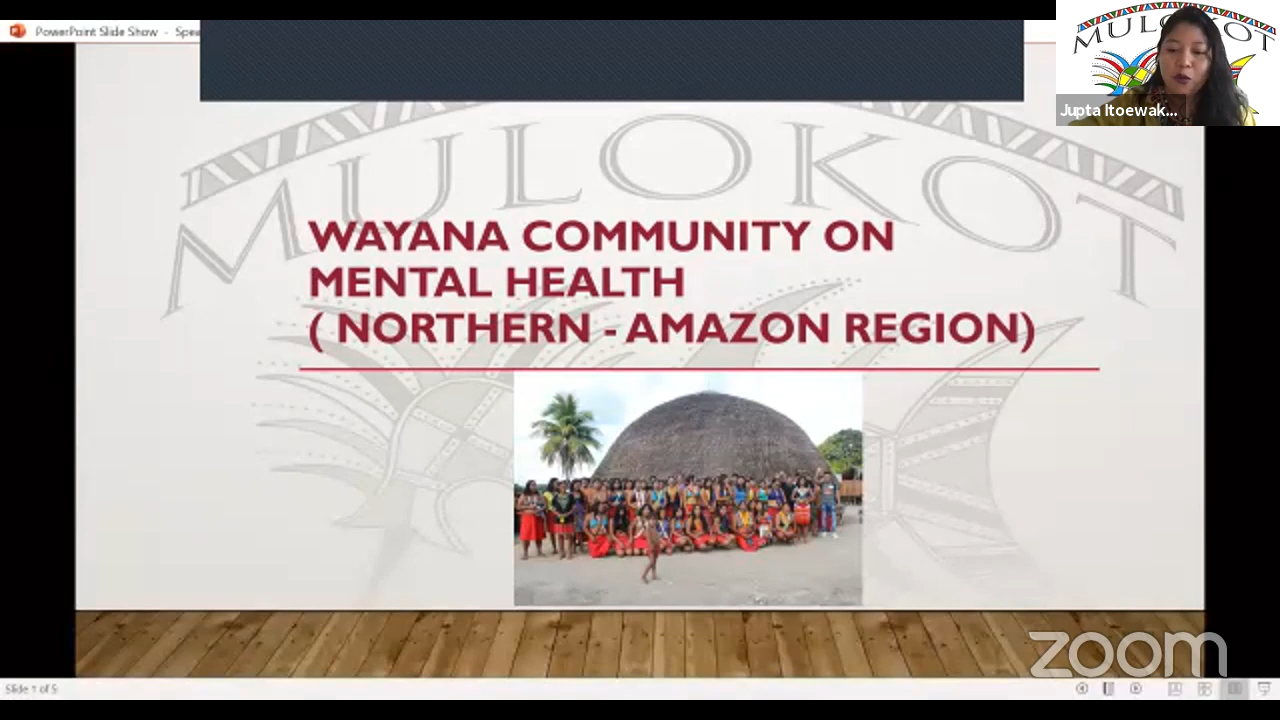 PowerPoint Slide Show - Spea
MULOKOT
Jupta Itoewak...
MULOKOT
WAYANA COMMUNITY ON
MENTAL HEALTH
( NORTHERN - AMAZON REGION)
zoom
Slide 1 of 5